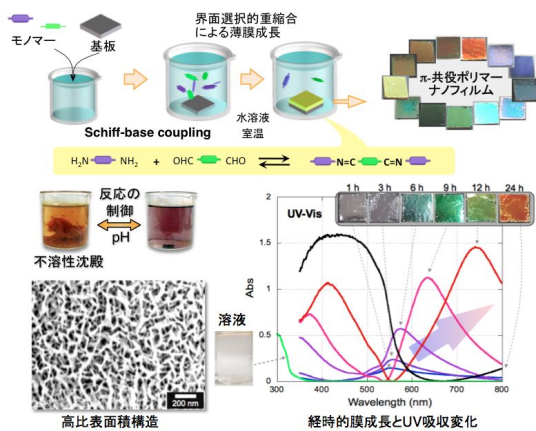 モノマー
基板
界面選択的重縮合
による薄膜成長
Schiff-base coupling
水溶液
室温
π-共役ポリマー
ナノフィルム
H₂N NH₂ + OHC CHO ⇌ N=C C=N
反応の
制御
pH
不溶性沈殿
200 nm
高比表面積構造
溶液
1 h 3 h 6 h 9 h 12 h 24 h
UV-Vis
Abs
2
1.5
1
0.5
0
300 400 500 600 700 800
Wavelength (nm)
経時的膜成長とUV吸収変化